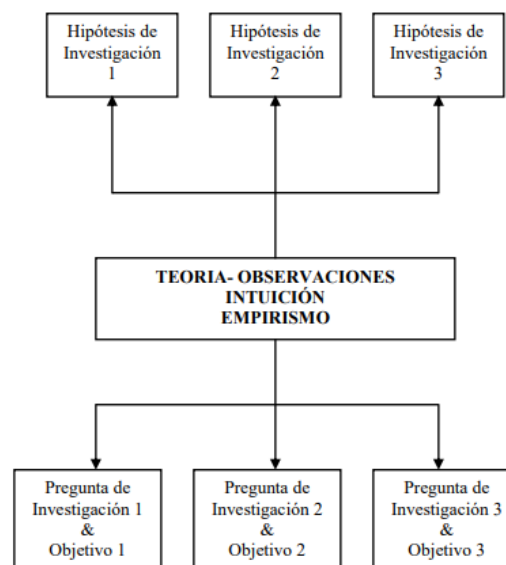 Hipótesis de
Investigación
1
Hipótesis de
Investigación
2
Hipótesis de
Investigación
3
TEORIA- OBSERVACIONES
INTUICIÓN
EMPIRISMO
Pregunta de
Investigación 1
&
Objetivo 1
Pregunta de
Investigación 2
&
Objetivo 2
Pregunta de
Investigación 3
&
Objetivo 3